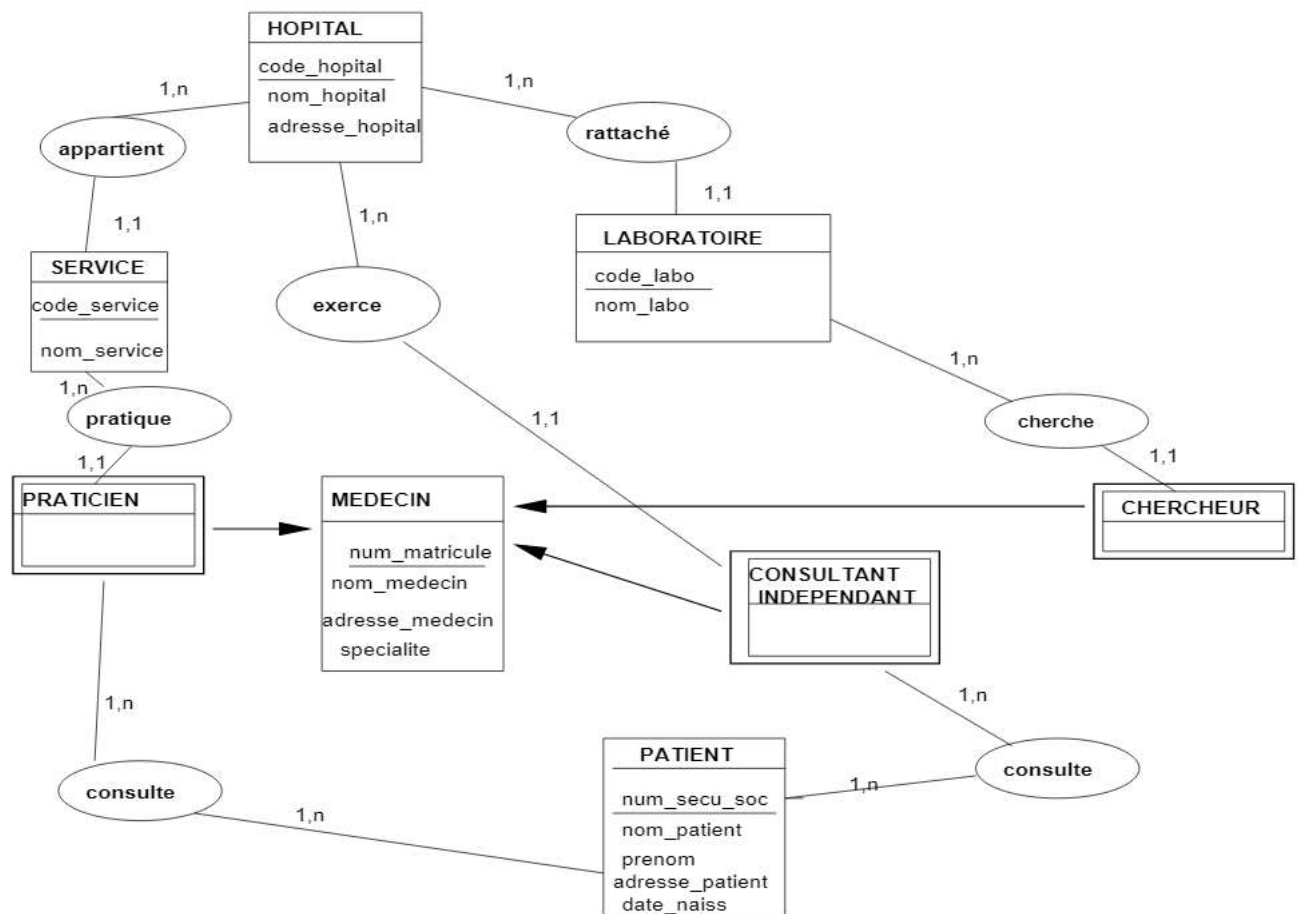 HOPITAL
code_hopital
nom_hopital
adresse_hopital
1,n
1,n
appartient
rattaché
1,n
1,1
1,1
SERVICE
code_service
nom_service
exerce
LABORATOIRE
code_labo
nom_labo
1,n
1,n
pratique
1,1
cherche
1,1
1,1
PRATICIEN
MEDECIN
num_matricule
nom_medecin
adresse_medecin
specialite
CHERCHEUR
CONSULTANT
INDEPENDANT
1,n
1,n
consulte
1,n
PATIENT
num_secu_soc
nom_patient
prenom
adresse_patient
date_naiss
1,n
consulte